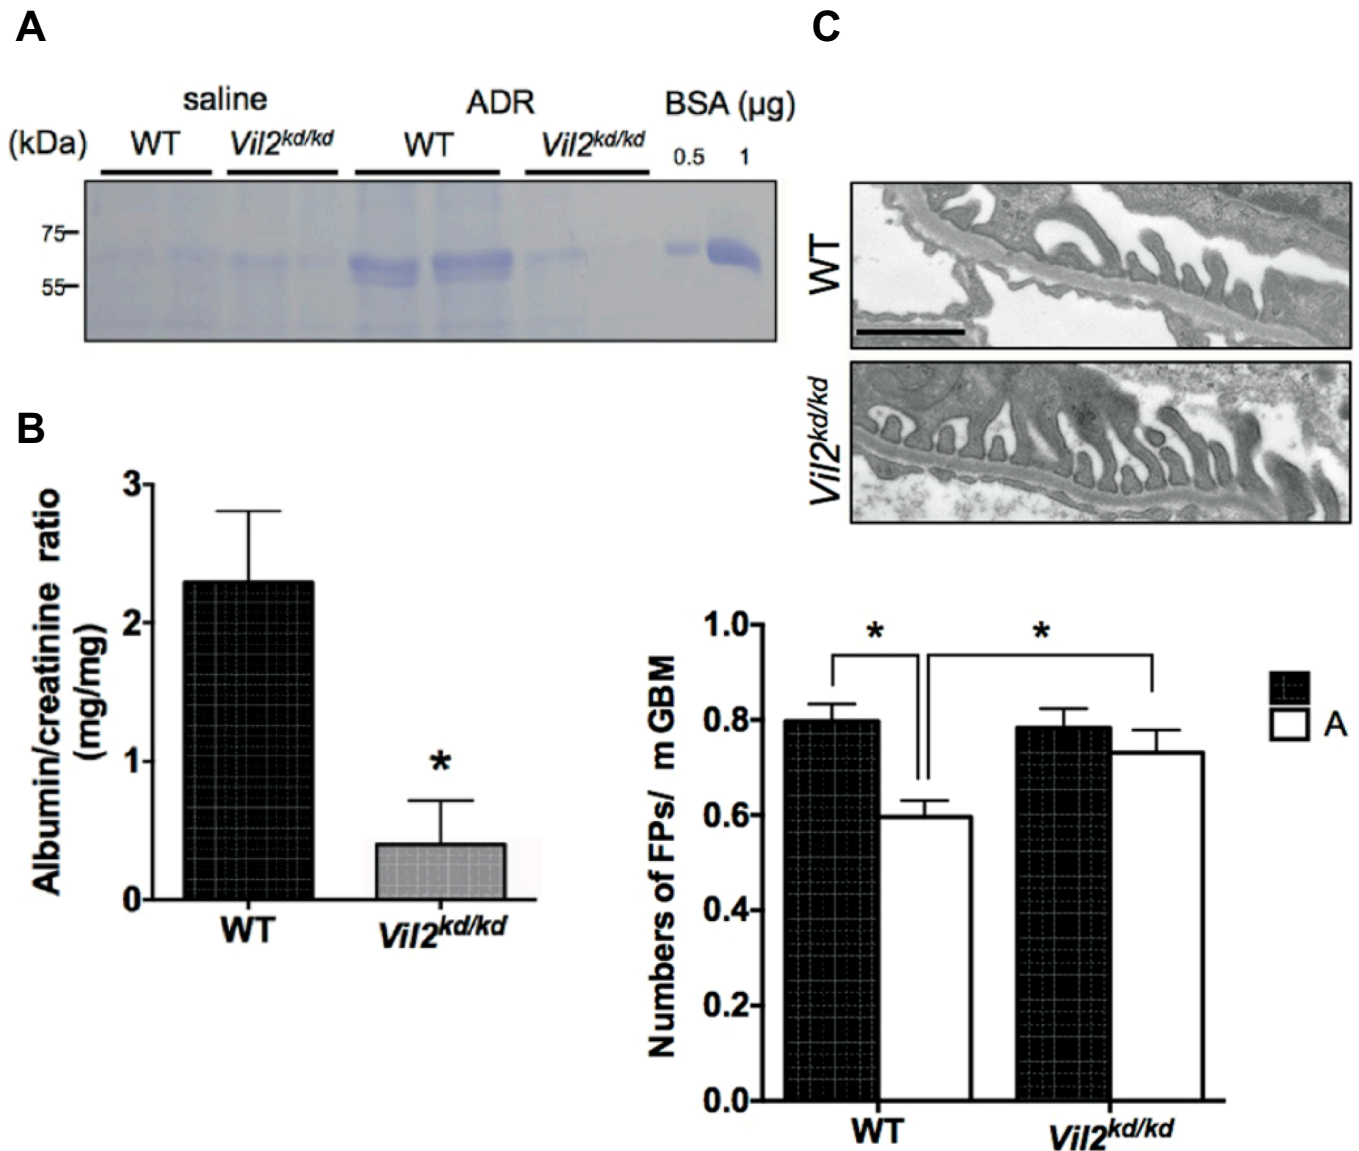 A
saline ADR BSA (µg)
(kDa) WT Vil2kd/kd WT Vil2kd/kd 0.5 1
75
55
B
Albumin/creatinine ratio
(mg/mg)
3
2
1
0
*
WT Vil2kd/kd
C
WT
Vil2kd/kd
Numbers of FPs/ m GBM
1.0
0.8
0.6
0.4
0.2
0.0
* *
A
WT Vil2kd/kd